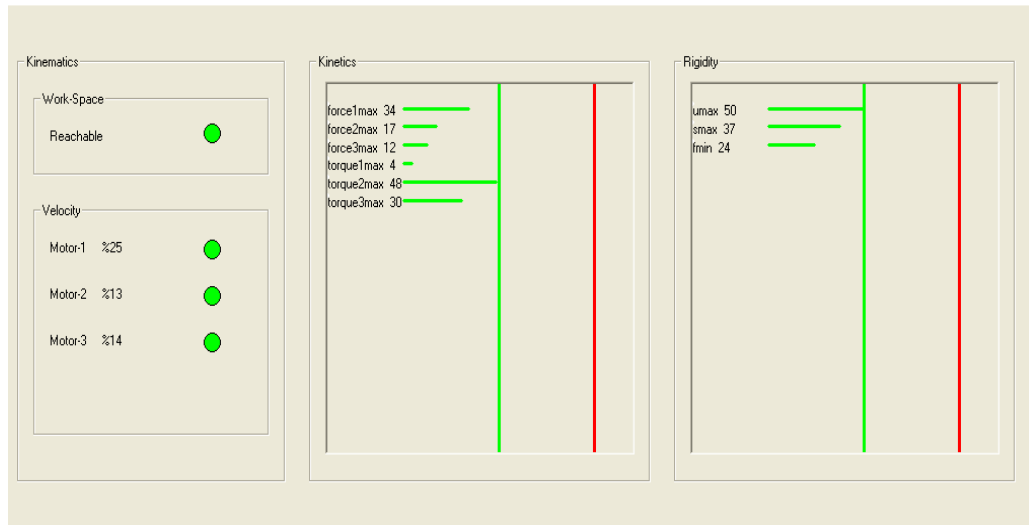 Kinematics
Work-Space
Reachable
Velocity
Motor-1 %25
Motor-2 %13
Motor-3 %14
Kinetics
force1max 34
force2max 17
force3max 12
torque1max 4
torque2max 48
torque3max 30
Rigidity
umax 50
smax 37
fmin 24